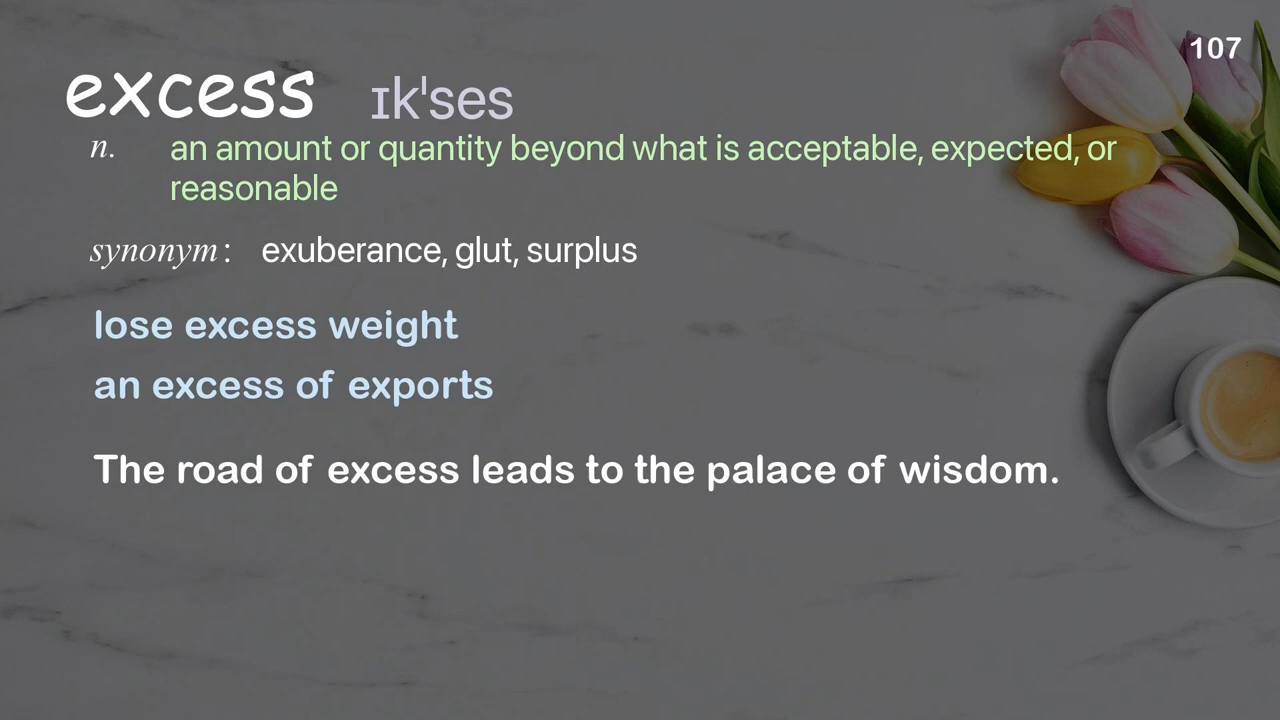 107
excess ɪk'ses
n. an amount or quantity beyond what is acceptable, expected, or
reasonable
synonym: exuberance, glut, surplus
lose excess weight
an excess of exports
The road of excess leads to the palace of wisdom.